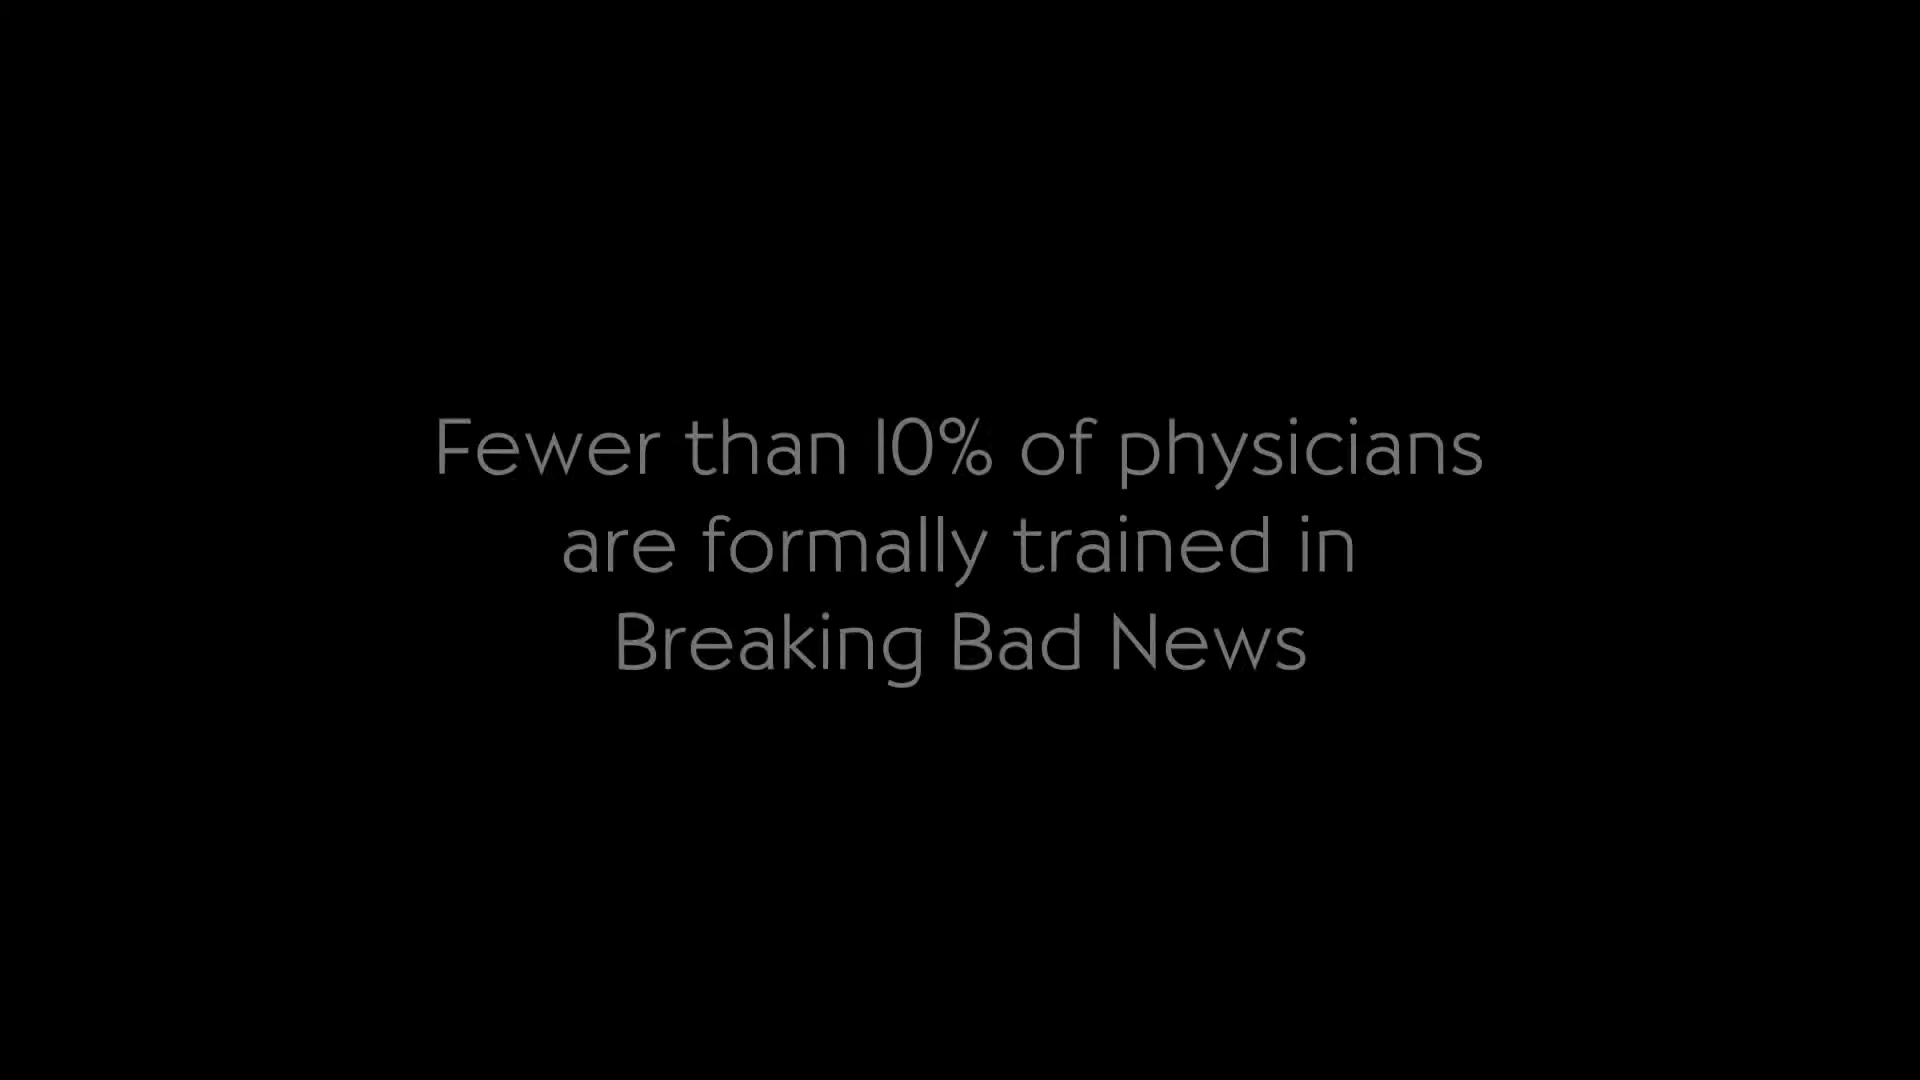 Fewer than 10% of physicians
are formally trained in
Breaking Bad News